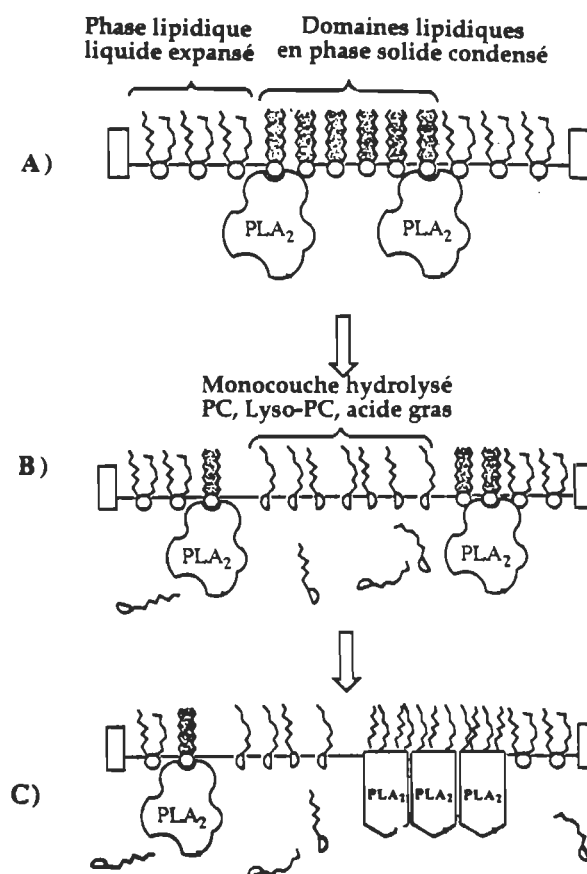 Phase lipidique
liquide expansé
Domaines lipidiques
en phase solide condensé
A)
PLA₂
PLA₂
Monocouche hydrolysé
PC, Lyso-PC, acide gras
B)
PLA₂
PLA₂
C)
PLA₂
PLA₂
PLA₂
PLA₂